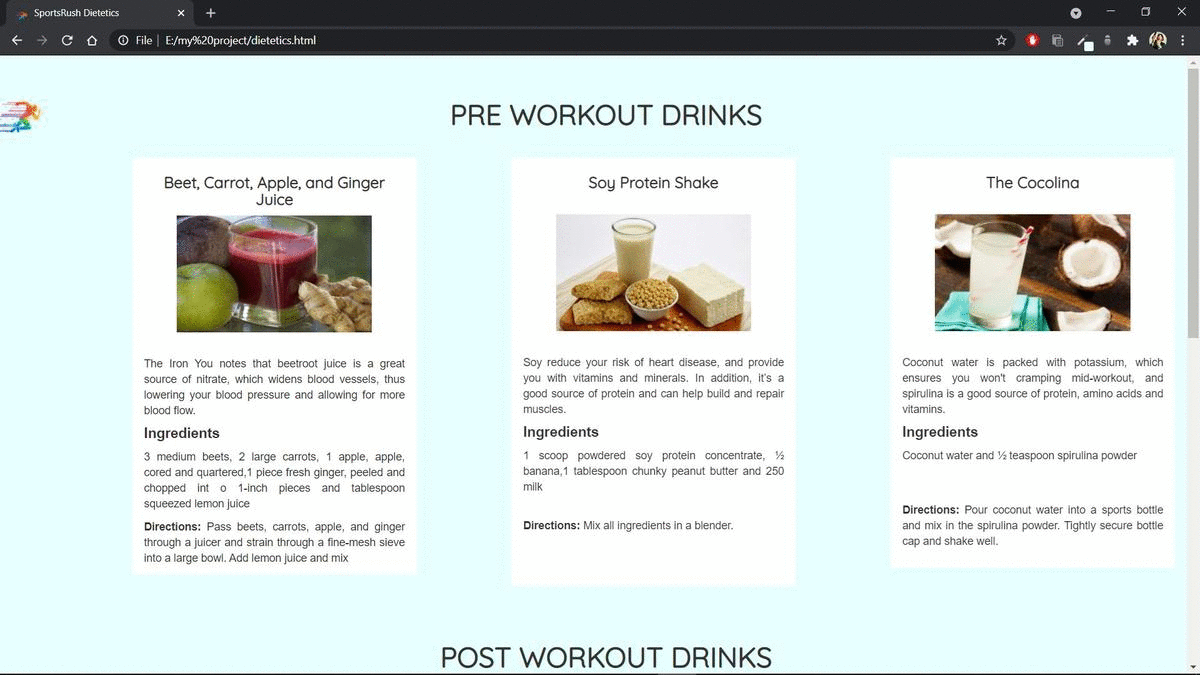 SportsRush Dietetics
File
E:/my%20project/dietetics.html
PRE WORKOUT DRINKS
Beet, Carrot, Apple, and Ginger
Juice
The Iron You notes that beetroot juice is a great
source of nitrate, which widens blood vessels, thus
lowering your blood pressure and allowing for more
blood flow.
Ingredients
3 medium beets, 2 large carrots, 1 apple, apple,
cored and quartered,1 piece fresh ginger, peeled and
chopped int o 1-inch pieces and tablespoon
squeezed lemon juice
Directions: Pass beets, carrots, apple, and ginger
through a juicer and strain through a fine-mesh sieve
into a large bowl. Add lemon juice and mix
Soy Protein Shake
Soy reduce your risk of heart disease, and provide
you with vitamins and minerals. In addition, it's a
good source of protein and can help build and repair
muscles.
Ingredients
1 scoop powdered soy protein concentrate, ½
banana,1 tablespoon chunky peanut butter and 250
milk
Directions: Mix all ingredients in a blender.
The Cocolina
Coconut water is packed with potassium, which
ensures you won't cramping mid-workout, and
spirulina is a good source of protein, amino acids and
vitamins.
Ingredients
Coconut water and ½ teaspoon spirulina powder
Directions: Pour coconut water into a sports bottle
and mix in the spirulina powder. Tightly secure bottle
cap and shake well.
POST WORKOUT DRINKS